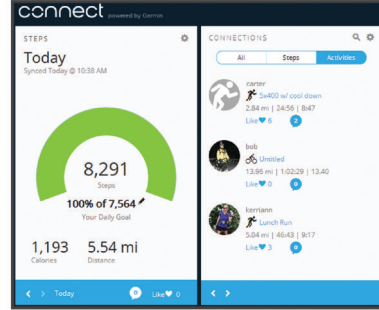 connect powered by Garmin
STEPS
Today
Synced Today @ 10:38 AM
8,291
Steps
100% of 7,564
Your Daily Goal
1,193
Calories
5.54 mi
Distance
Today
0
Like 0
CONNECTIONS
All Steps Activities
carter
5x400 w/ cool down
2.84 mi | 24:56 | 8:47
Like 6 2
bob
Untitled
13.96 mi | 1:02:29 | 13.40
Like 0 0
kerriann
Lunch Run
5.04 mi | 46:43 | 9:17
Like 3 0